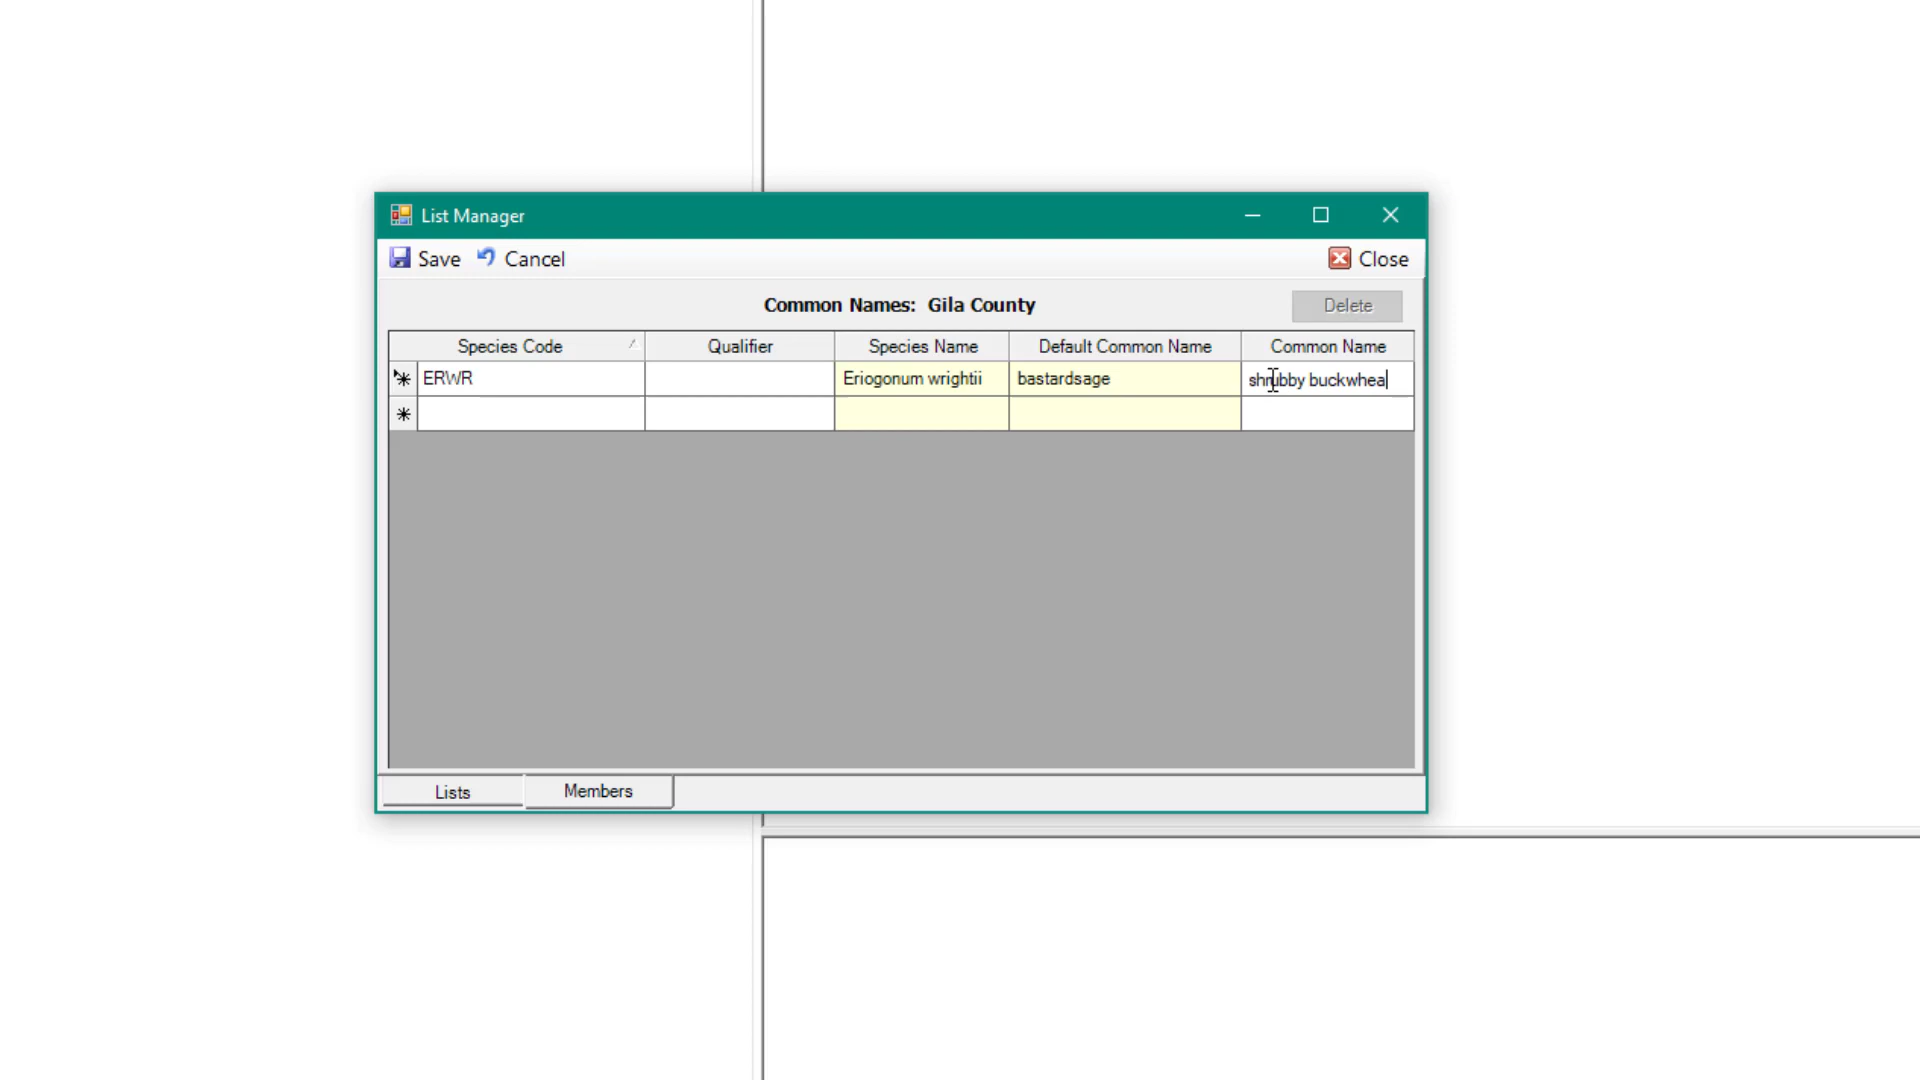 List Manager
Save Cancel Close
Common Names: Gila County Delete
Species Code Qualifier Species Name Default Common Name Common Name
ERWR Eriogonum wrightii bastardsage shrubby buckwhea
Lists Members